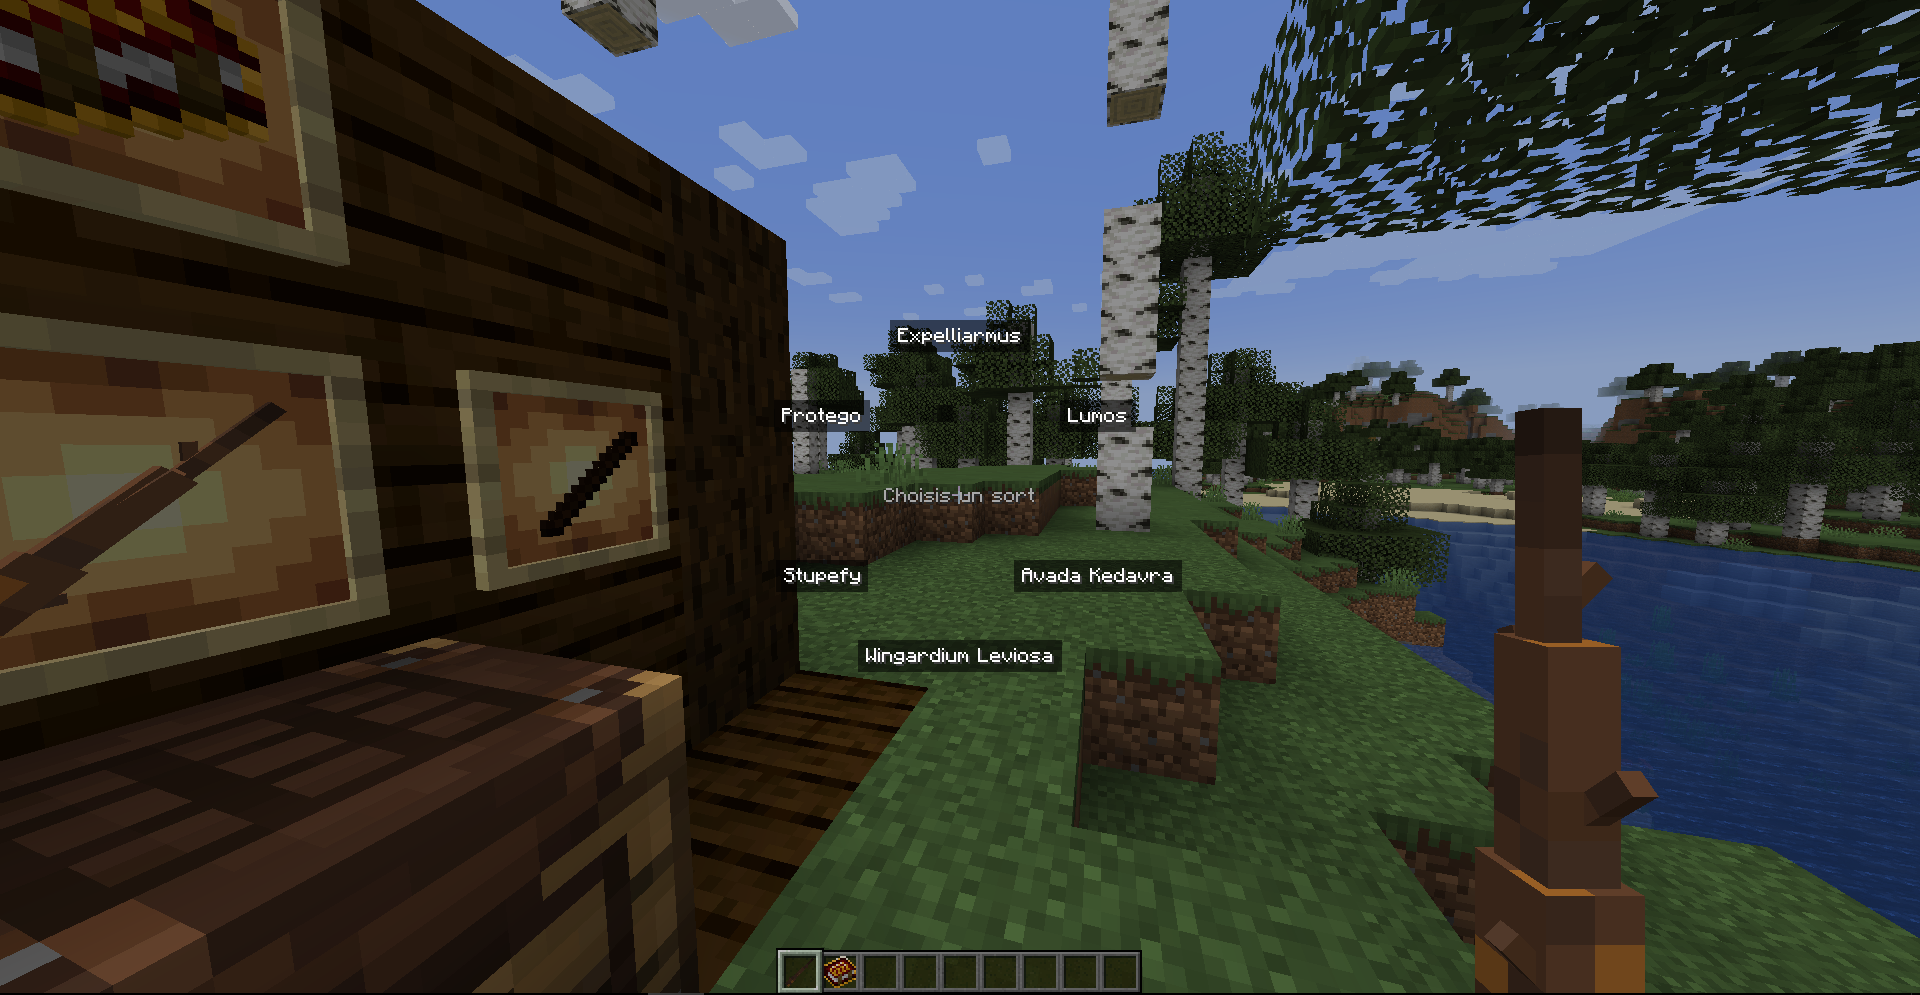 Expelliarmus
Protego
Lumos
Choisis un sort
Stupefy
Avada Kedavra
Wingardium Leviosa